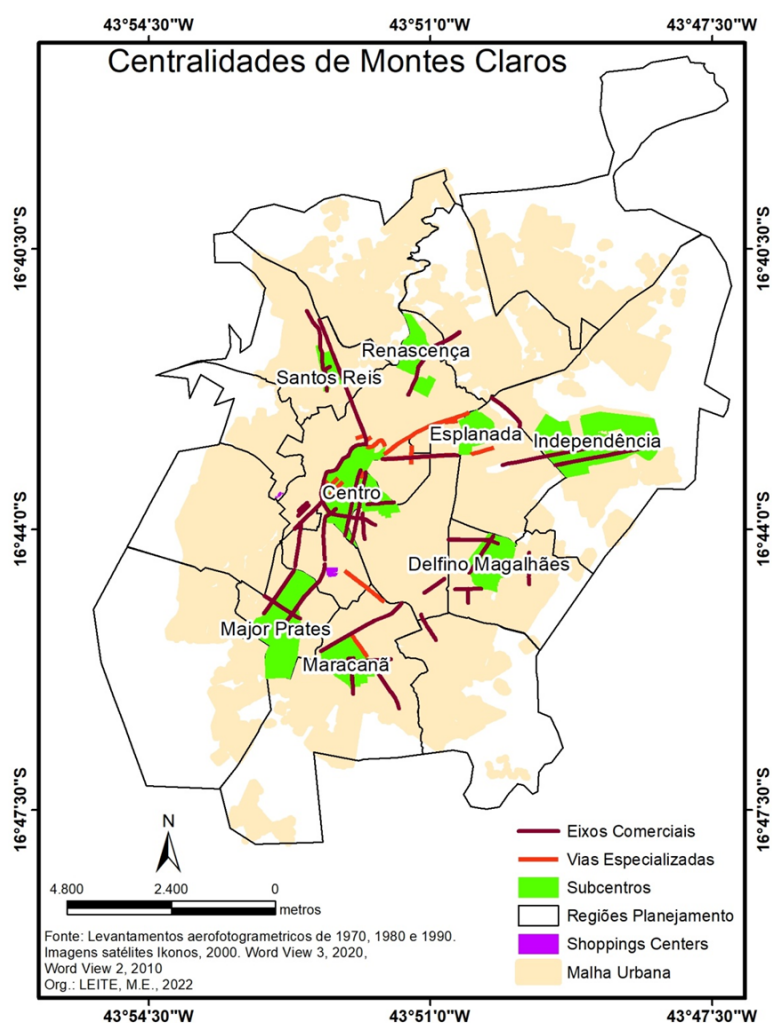 43°54'30"W 43°51'0"W 43°47'30"W
Centralidades de Montes Claros
16°40'30"S 16°40'30"S
Renascença
Santos Reis
Esplanada
Independência
Centro
16°44'0"S 16°44'0"S
Delfino Magalhães
Major Prates
Maracanã
16°47'30"S 16°47'30"S
N
4.800 2.400 0
metros
Eixos Comerciais
Vias Especializadas
Subcentros
Regiões Planejamento
Shoppings Centers
Malha Urbana
Fonte: Levantamentos aerofotogrametricos de 1970, 1980 e 1990.
Imagens satélites Ikonos, 2000. Word View 3, 2020,
Word View 2, 2010
Org.: LEITE, M.E., 2022
43°54'30"W 43°51'0"W 43°47'30"W